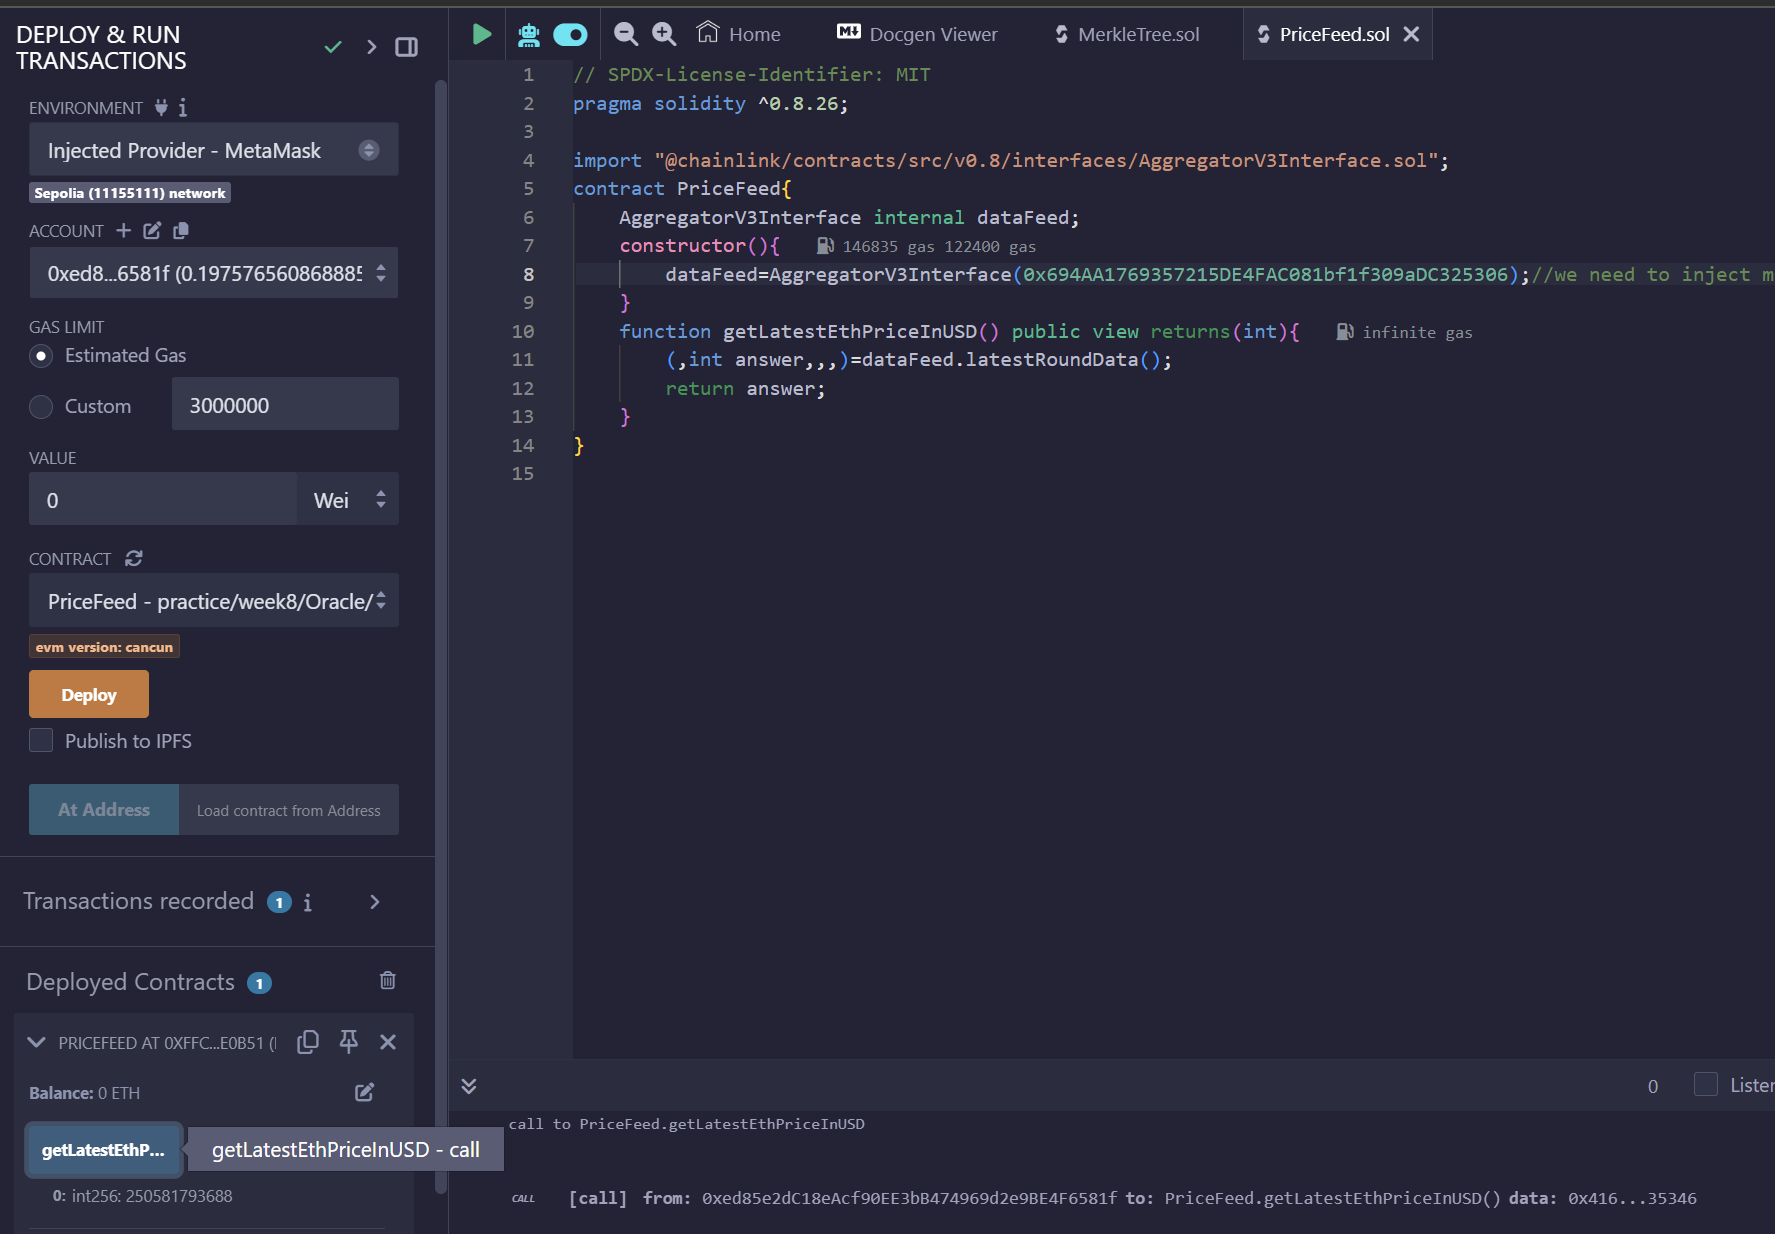 DEPLOY & RUN
TRANSACTIONS
ENVIRONMENT
Injected Provider - MetaMask
Sepolia (11155111) network
ACCOUNT
0xed8...6581f (0.197576560868885
GAS LIMIT
Estimated Gas
Custom
3000000
VALUE
0
Wei
CONTRACT
PriceFeed - practice/week8/Oracle/
evm version: cancun
Deploy
Publish to IPFS
At Address
Load contract from Address
Transactions recorded 1
Deployed Contracts 1
PRICEFEED AT 0XFFC...E0B51 (
Balance: 0 ETH
getLatestEthP...
getLatestEthPriceInUSD - call
0: int256: 250581793688
Home
Docgen Viewer
MerkleTree.sol
PriceFeed.sol
1 // SPDX-License-Identifier: MIT
2 pragma solidity ^0.8.26;
3
4 import "@chainlink/contracts/src/v0.8/interfaces/AggregatorV3Interface.sol";
5 contract PriceFeed{
6 AggregatorV3Interface internal dataFeed;
7 constructor(){ 146835 gas 122400 gas
8 dataFeed=AggregatorV3Interface(0x694AA1769357215DE4FAC081bf1f309aDC325306);//we need to inject m
9 }
10 function getLatestEthPriceInUSD() public view returns(int){ infinite gas
11 (,int answer,,,)=dataFeed.latestRoundData();
12 return answer;
13 }
14 }
15
0
Lister
call to PriceFeed.getLatestEthPriceInUSD
CALL [call] from: 0xed85e2dC18eAcf90EE3bB474969d2e9BE4F6581f to: PriceFeed.getLatestEthPriceInUSD() data: 0x416...35346